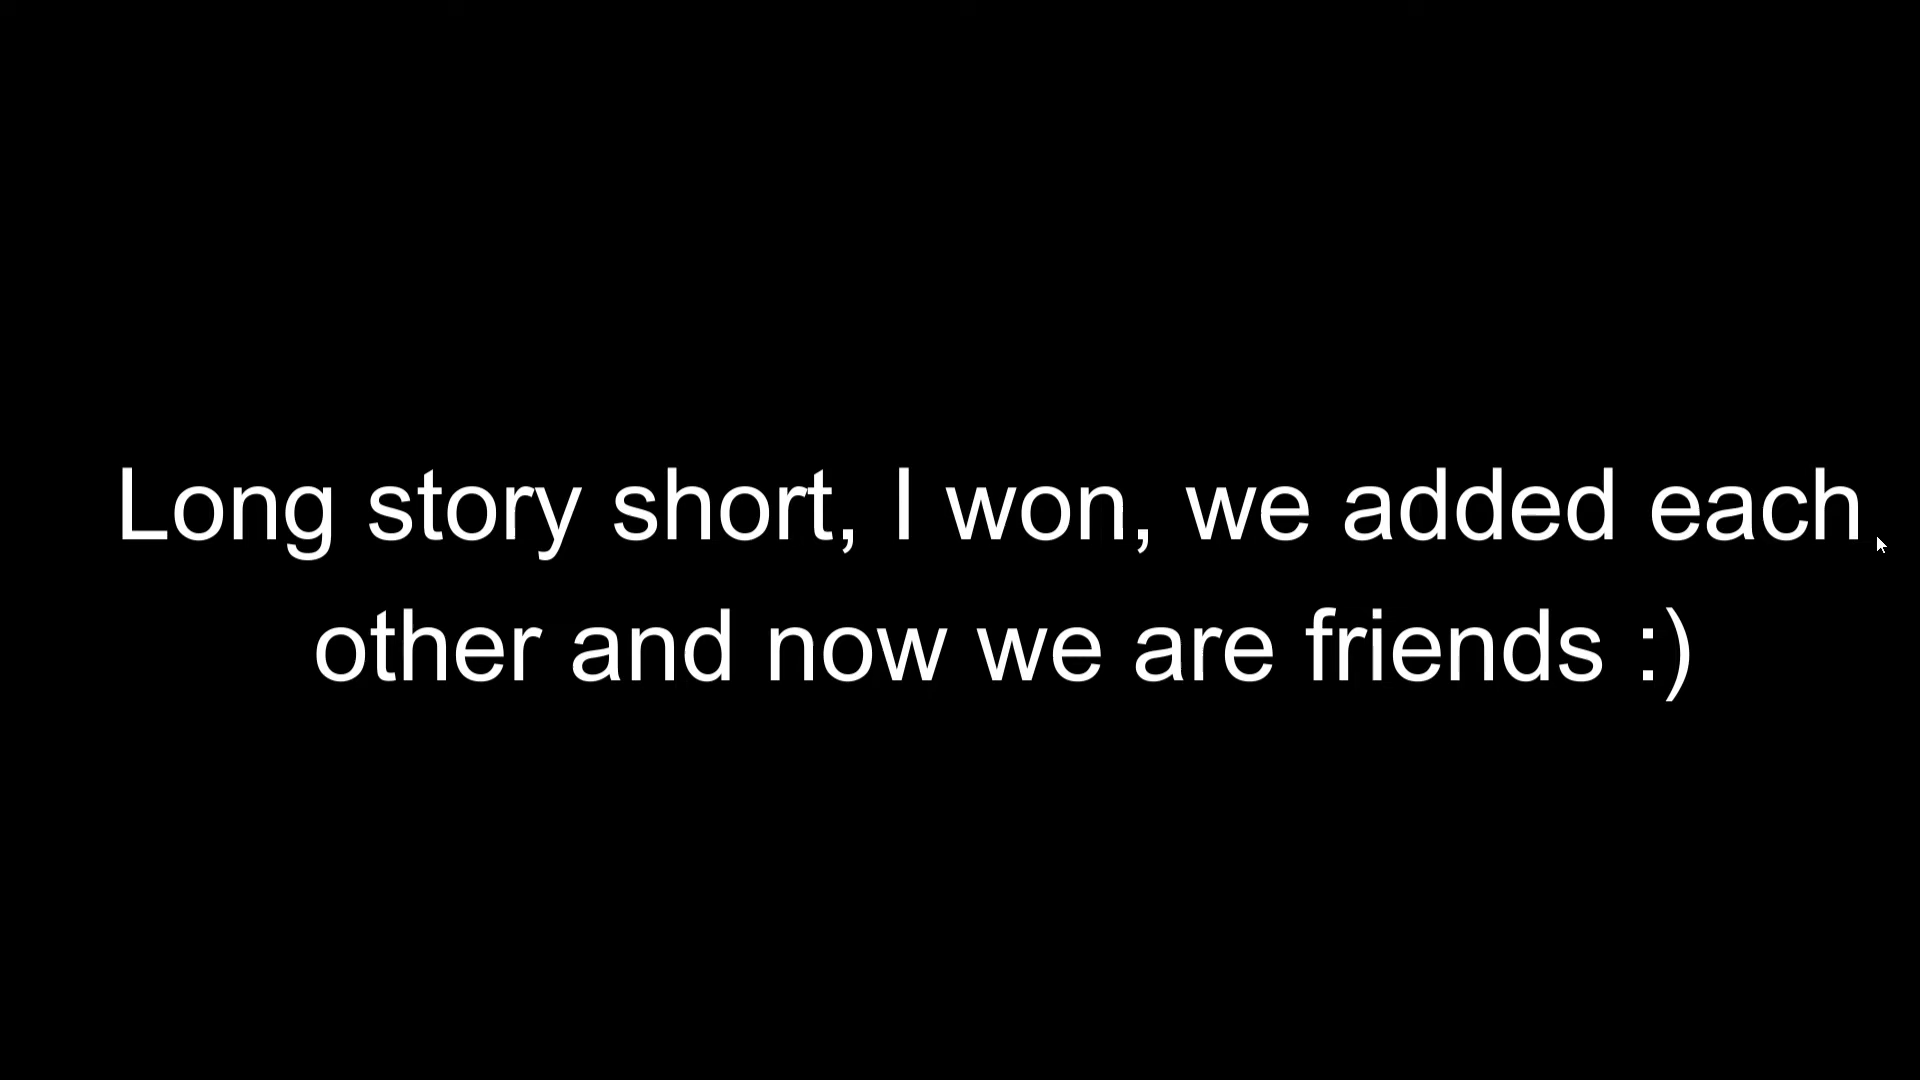 Long story short, I won, we added each
other and now we are friends :)